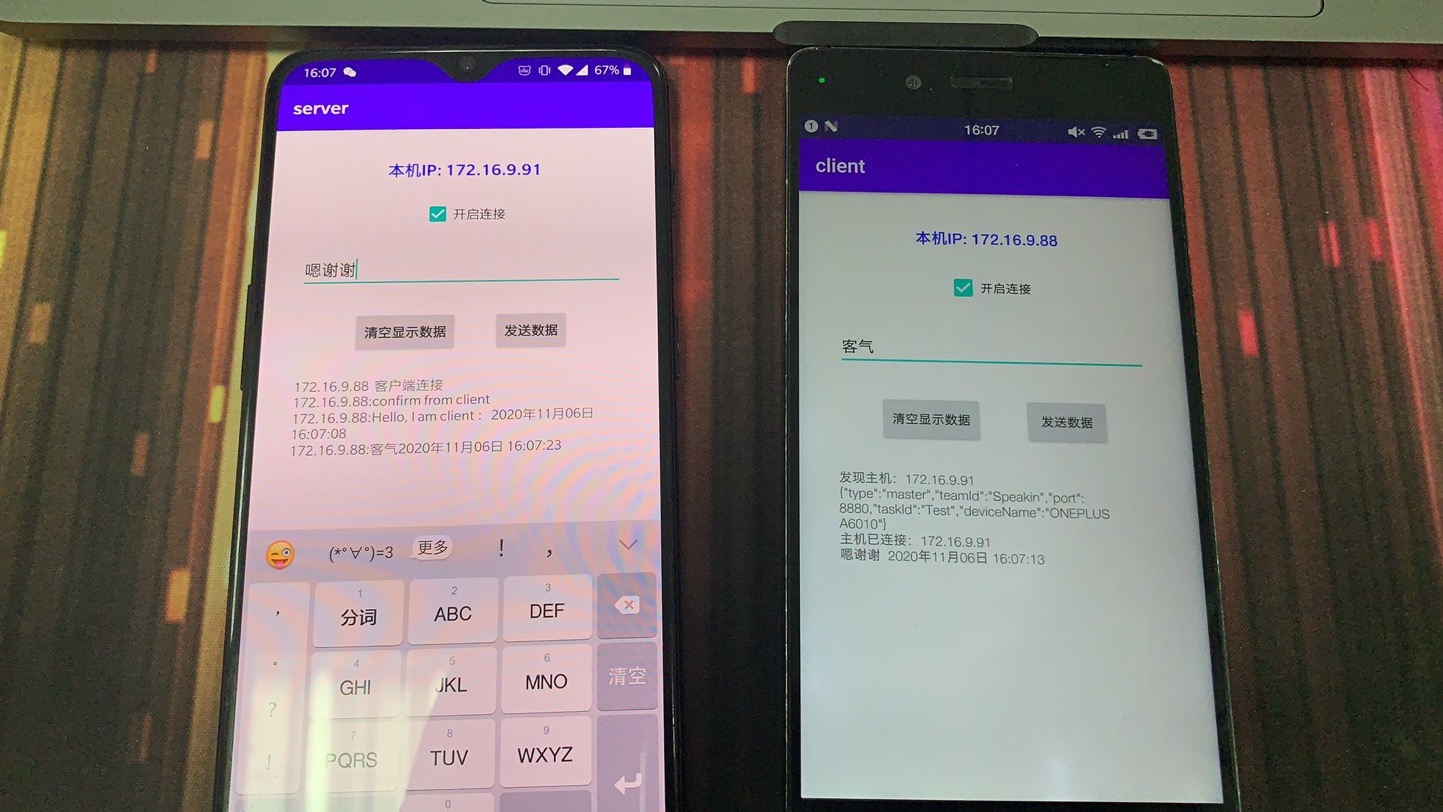 16:07
67%
server
本机IP: 172.16.9.91
开启连接
嗯谢谢
清空显示数据
发送数据
172.16.9.88 客户端连接
172.16.9.88:confirm from client
172.16.9.88:Hello, I am client： 2020年11月06日
16:07:08
172.16.9.88:客气2020年11月06日 16:07:23
(*°∀°)=3
更多
！
，
1
分词
2
ABC
3
DEF
，
。
?
!
4
GHI
5
JKL
6
MNO
清空
7
PQRS
8
TUV
9
WXYZ
0
1
16:07
client
本机IP: 172.16.9.88
开启连接
客气
清空显示数据
发送数据
发现主机：172.16.9.91
{"type":"master","teamId":"Speakin","port":
8880,"taskId":"Test","deviceName":"ONEPLUS
A6010"}
主机已连接：172.16.9.91
嗯谢谢 2020年11月06日 16:07:13